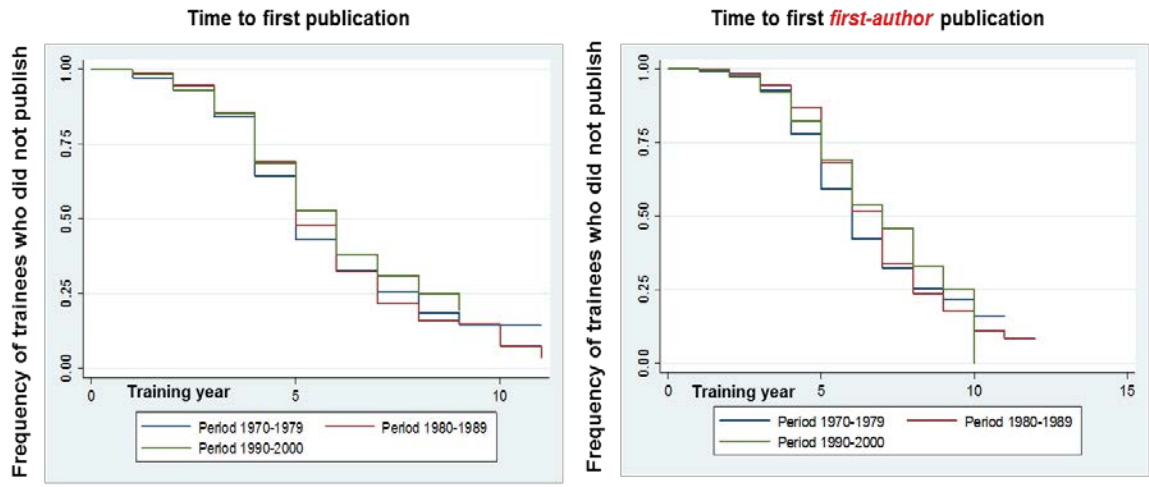 Time to first publication
Frequency of trainees who did not publish
1.00
0.75
0.50
0.25
0.00
0
5
10
Training year
Period 1970-1979
Period 1980-1989
Period 1990-2000
Time to first first-author publication
Frequency of trainees who did not publish
1.00
0.75
0.50
0.25
0.00
0
5
10
15
Training year
Period 1970-1979
Period 1980-1989
Period 1990-2000